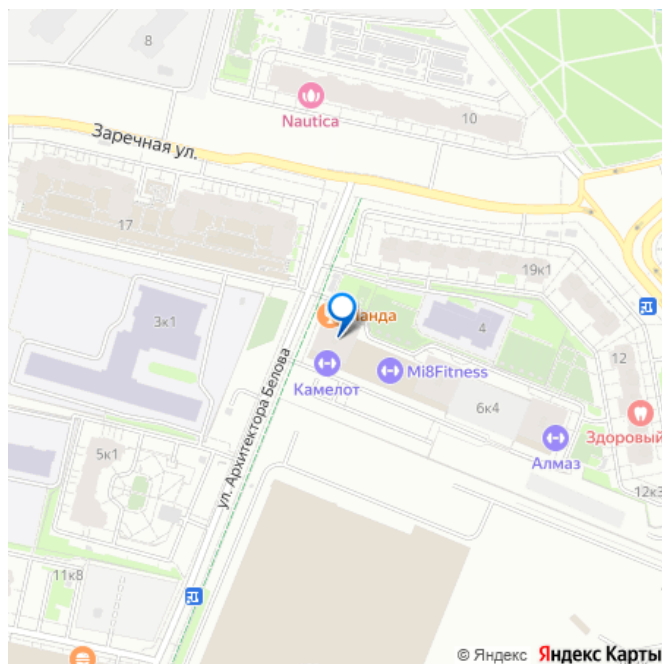 8
Nautica
10
Заречная ул.
17
19к1
3к1
4
Камелот
Mi8Fitness
12
6к4
ул. Архитектора Белова
Здоровый
5к1
Алмаз
12к3
11к8
© Яндекс Яндекс Карты